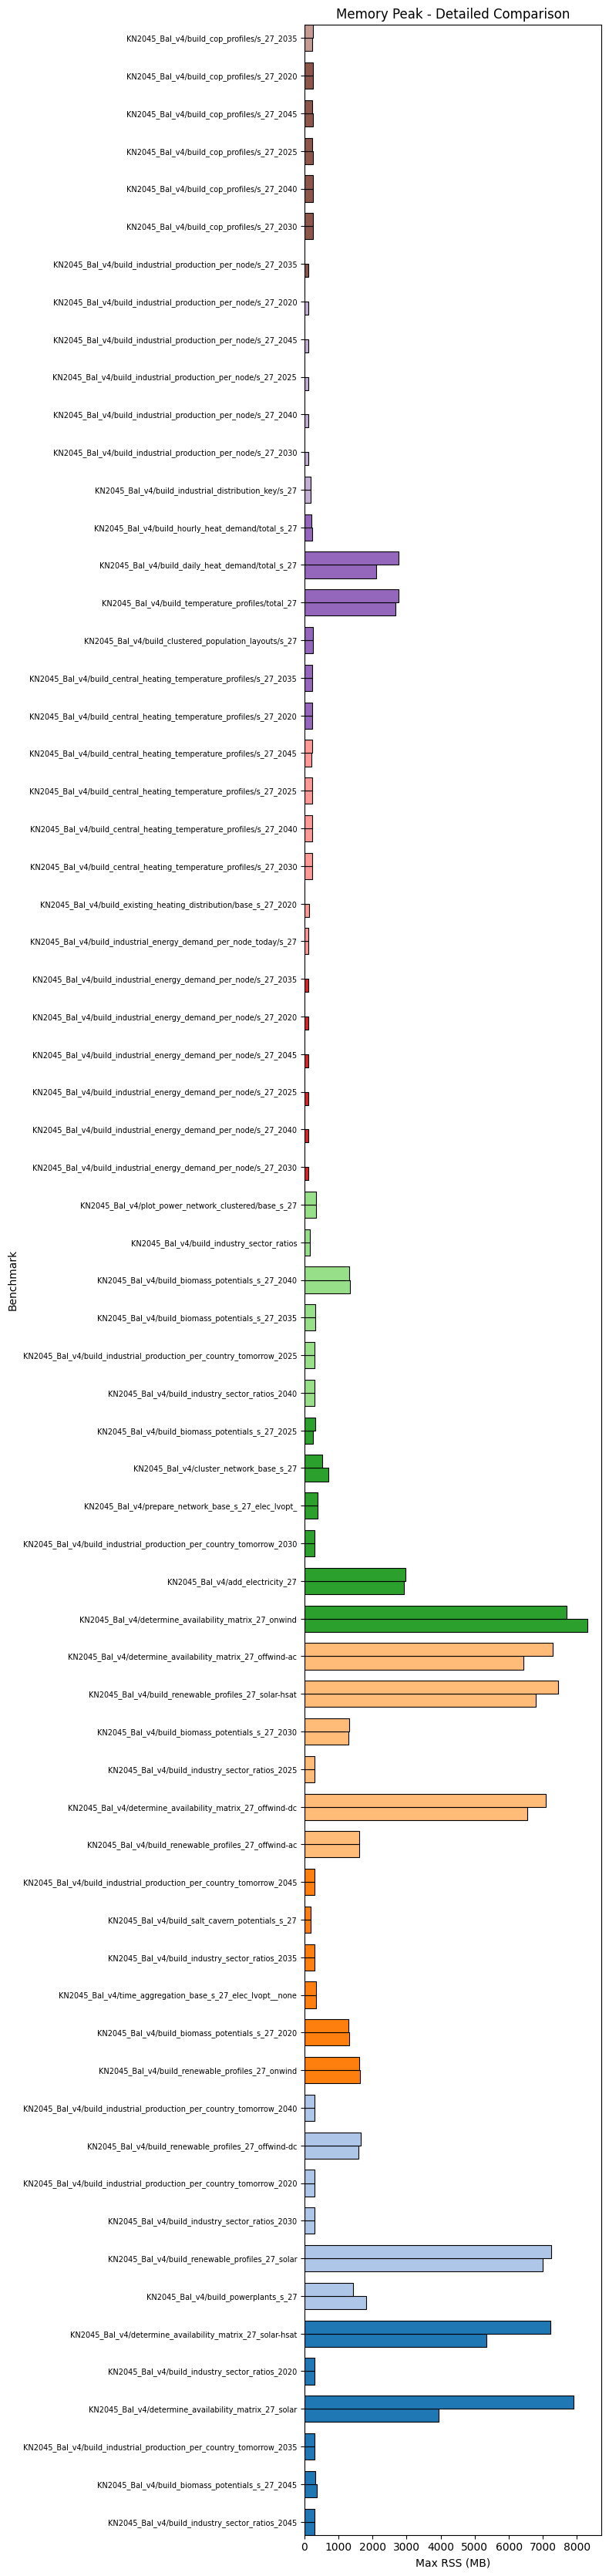 Memory Peak - Detailed Comparison
KN2045_Bal_v4/build_cop_profiles/s_27_2035
KN2045_Bal_v4/build_cop_profiles/s_27_2020
KN2045_Bal_v4/build_cop_profiles/s_27_2045
KN2045_Bal_v4/build_cop_profiles/s_27_2025
KN2045_Bal_v4/build_cop_profiles/s_27_2040
KN2045_Bal_v4/build_cop_profiles/s_27_2030
KN2045_Bal_v4/build_industrial_production_per_node/s_27_2035
KN2045_Bal_v4/build_industrial_production_per_node/s_27_2020
KN2045_Bal_v4/build_industrial_production_per_node/s_27_2045
KN2045_Bal_v4/build_industrial_production_per_node/s_27_2025
KN2045_Bal_v4/build_industrial_production_per_node/s_27_2040
KN2045_Bal_v4/build_industrial_production_per_node/s_27_2030
KN2045_Bal_v4/build_industrial_distribution_key/s_27
KN2045_Bal_v4/build_hourly_heat_demand/total_s_27
KN2045_Bal_v4/build_daily_heat_demand/total_s_27
KN2045_Bal_v4/build_temperature_profiles/total_27
KN2045_Bal_v4/build_clustered_population_layouts/s_27
KN2045_Bal_v4/build_central_heating_temperature_profiles/s_27_2035
KN2045_Bal_v4/build_central_heating_temperature_profiles/s_27_2020
KN2045_Bal_v4/build_central_heating_temperature_profiles/s_27_2045
KN2045_Bal_v4/build_central_heating_temperature_profiles/s_27_2025
KN2045_Bal_v4/build_central_heating_temperature_profiles/s_27_2040
KN2045_Bal_v4/build_central_heating_temperature_profiles/s_27_2030
KN2045_Bal_v4/build_existing_heating_distribution/base_s_27_2020
KN2045_Bal_v4/build_industrial_energy_demand_per_node_today/s_27
KN2045_Bal_v4/build_industrial_energy_demand_per_node/s_27_2035
KN2045_Bal_v4/build_industrial_energy_demand_per_node/s_27_2020
KN2045_Bal_v4/build_industrial_energy_demand_per_node/s_27_2045
KN2045_Bal_v4/build_industrial_energy_demand_per_node/s_27_2025
KN2045_Bal_v4/build_industrial_energy_demand_per_node/s_27_2040
KN2045_Bal_v4/build_industrial_energy_demand_per_node/s_27_2030
KN2045_Bal_v4/plot_power_network_clustered/base_s_27
KN2045_Bal_v4/build_industry_sector_ratios
KN2045_Bal_v4/build_biomass_potentials_s_27_2040
KN2045_Bal_v4/build_biomass_potentials_s_27_2035
KN2045_Bal_v4/build_industrial_production_per_country_tomorrow_2025
KN2045_Bal_v4/build_industry_sector_ratios_2040
KN2045_Bal_v4/build_biomass_potentials_s_27_2025
KN2045_Bal_v4/cluster_network_base_s_27
KN2045_Bal_v4/prepare_network_base_s_27_elec_lvopt_
KN2045_Bal_v4/build_industrial_production_per_country_tomorrow_2030
KN2045_Bal_v4/add_electricity_27
KN2045_Bal_v4/determine_availability_matrix_27_onwind
KN2045_Bal_v4/determine_availability_matrix_27_offwind-ac
KN2045_Bal_v4/build_renewable_profiles_27_solar-hsat
KN2045_Bal_v4/build_biomass_potentials_s_27_2030
KN2045_Bal_v4/build_industry_sector_ratios_2025
KN2045_Bal_v4/determine_availability_matrix_27_offwind-dc
KN2045_Bal_v4/build_renewable_profiles_27_offwind-ac
KN2045_Bal_v4/build_industrial_production_per_country_tomorrow_2045
KN2045_Bal_v4/build_salt_cavern_potentials_s_27
KN2045_Bal_v4/build_industry_sector_ratios_2035
KN2045_Bal_v4/time_aggregation_base_s_27_elec_lvopt__none
KN2045_Bal_v4/build_biomass_potentials_s_27_2020
KN2045_Bal_v4/build_renewable_profiles_27_onwind
KN2045_Bal_v4/build_industrial_production_per_country_tomorrow_2040
KN2045_Bal_v4/build_renewable_profiles_27_offwind-dc
KN2045_Bal_v4/build_industrial_production_per_country_tomorrow_2020
KN2045_Bal_v4/build_industry_sector_ratios_2030
KN2045_Bal_v4/build_renewable_profiles_27_solar
KN2045_Bal_v4/build_powerplants_s_27
KN2045_Bal_v4/determine_availability_matrix_27_solar-hsat
KN2045_Bal_v4/build_industry_sector_ratios_2020
KN2045_Bal_v4/determine_availability_matrix_27_solar
KN2045_Bal_v4/build_industrial_production_per_country_tomorrow_2035
KN2045_Bal_v4/build_biomass_potentials_s_27_2045
KN2045_Bal_v4/build_industry_sector_ratios_2045
Benchmark
0 1000 2000 3000 4000 5000 6000 7000 8000
Max RSS (MB)